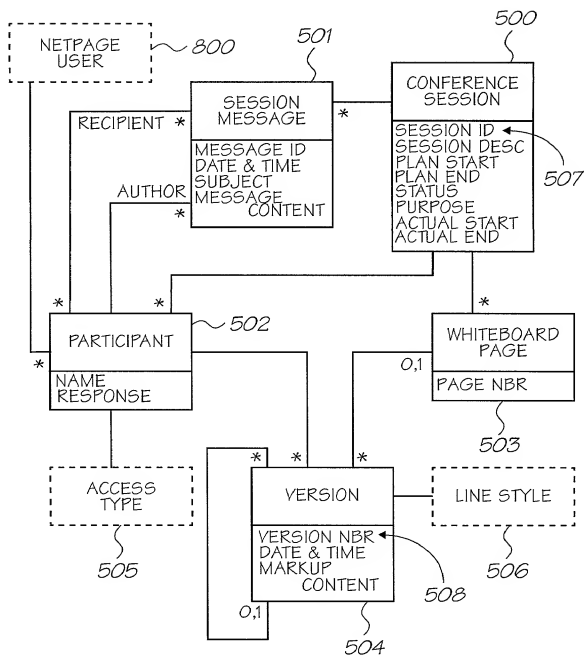 NETPAGE
USER
800
501
500
SESSION
MESSAGE
MESSAGE ID
DATE & TIME
SUBJECT
MESSAGE
CONTENT
CONFERENCE
SESSION
SESSION ID
SESSION DESC
PLAN START
PLAN END
STATUS
PURPOSE
ACTUAL START
ACTUAL END
507
RECIPIENT *
*
AUTHOR
*
* * *
PARTICIPANT
502
*
NAME
RESPONSE
WHITEBOARD
PAGE
0,1
PAGE NBR
503
ACCESS
TYPE
505
* * *
VERSION
VERSION NBR
DATE & TIME
MARKUP
CONTENT
508
0,1
504
LINE STYLE
506